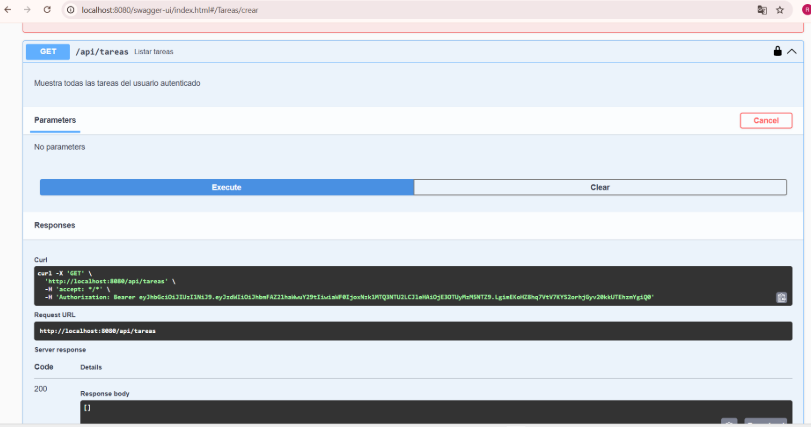 localhost:8080/swagger-ui/index.html#/Tareas/crear
R
GET /api/tareas Listar tareas
Muestra todas las tareas del usuario autenticado
Parameters
Cancel
No parameters
Execute
Clear
Responses
Curl
curl -X 'GET' \
'http://localhost:8080/api/tareas' \
-H 'accept: */*' \
-H 'Authorization: Bearer
Request URL
http://localhost:8080/api/tareas
Server response
Code Details
200
Response body
[]